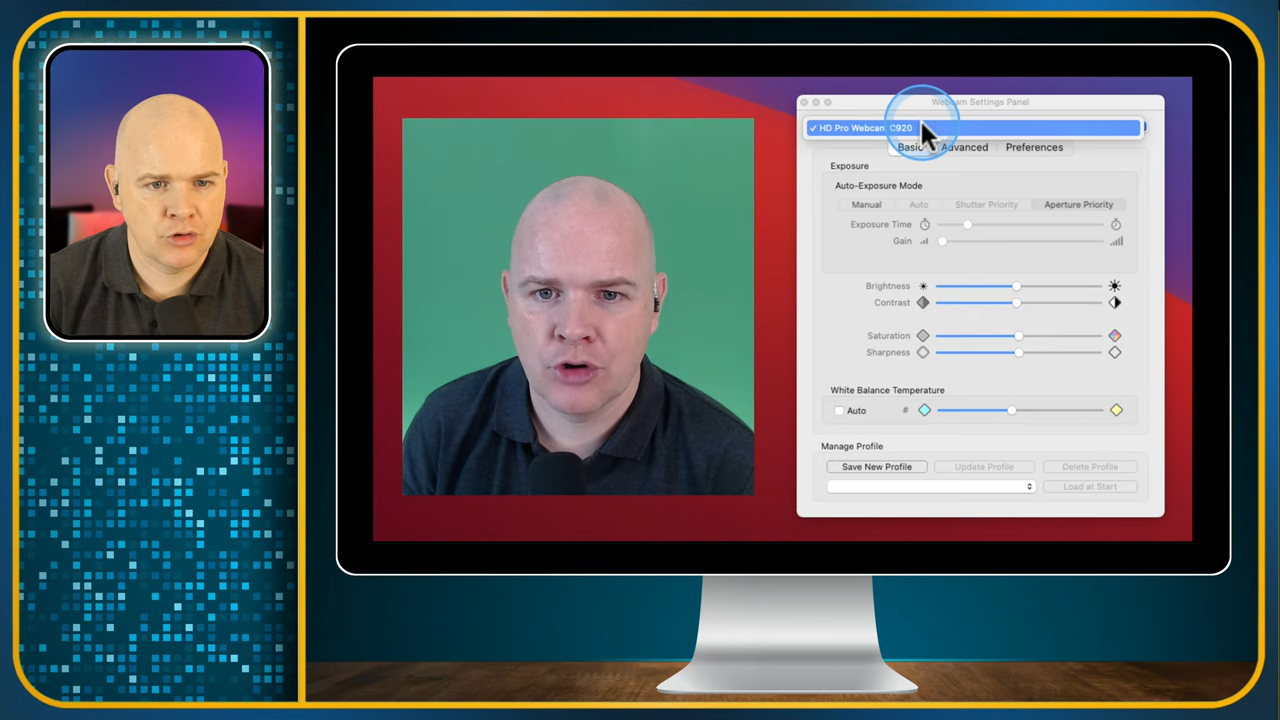 Webcam Settings Panel
✓ HD Pro Webcam C920
Basic Advanced Preferences
Exposure
Auto-Exposure Mode
Manual Auto Shutter Priority Aperture Priority
Exposure Time
Gain
Brightness
Contrast
Saturation
Sharpness
White Balance Temperature
Auto #
Manage Profile
Save New Profile Update Profile Delete Profile
Load at Start